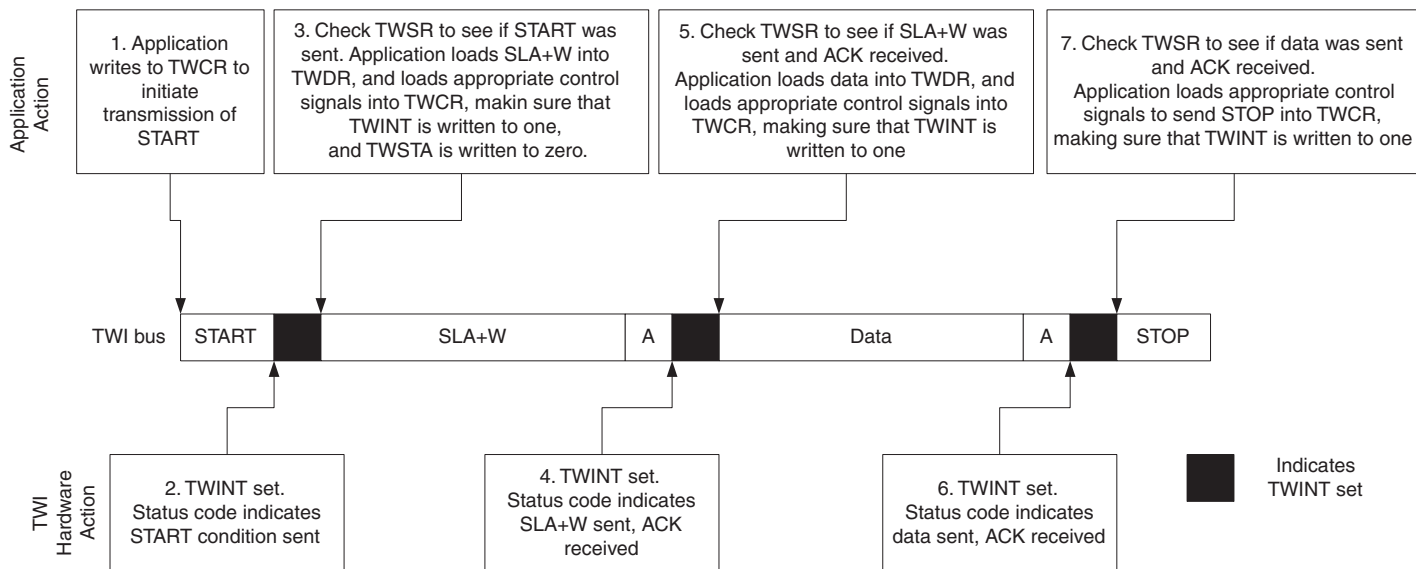 Application
Action
1. Application
writes to TWCR to
initiate
transmission of
START
3. Check TWSR to see if START was
sent. Application loads SLA+W into
TWDR, and loads appropriate control
signals into TWCR, makin sure that
TWINT is written to one,
and TWSTA is written to zero.
5. Check TWSR to see if SLA+W was
sent and ACK received.
Application loads data into TWDR, and
loads appropriate control signals into
TWCR, making sure that TWINT is
written to one
7. Check TWSR to see if data was sent
and ACK received.
Application loads appropriate control
signals to send STOP into TWCR,
making sure that TWINT is written to one
TWI bus
START
SLA+W
A
Data
A
STOP
TWI
Hardware
Action
2. TWINT set.
Status code indicates
START condition sent
4. TWINT set.
Status code indicates
SLA+W sent, ACK
received
6. TWINT set.
Status code indicates
data sent, ACK received
Indicates
TWINT set